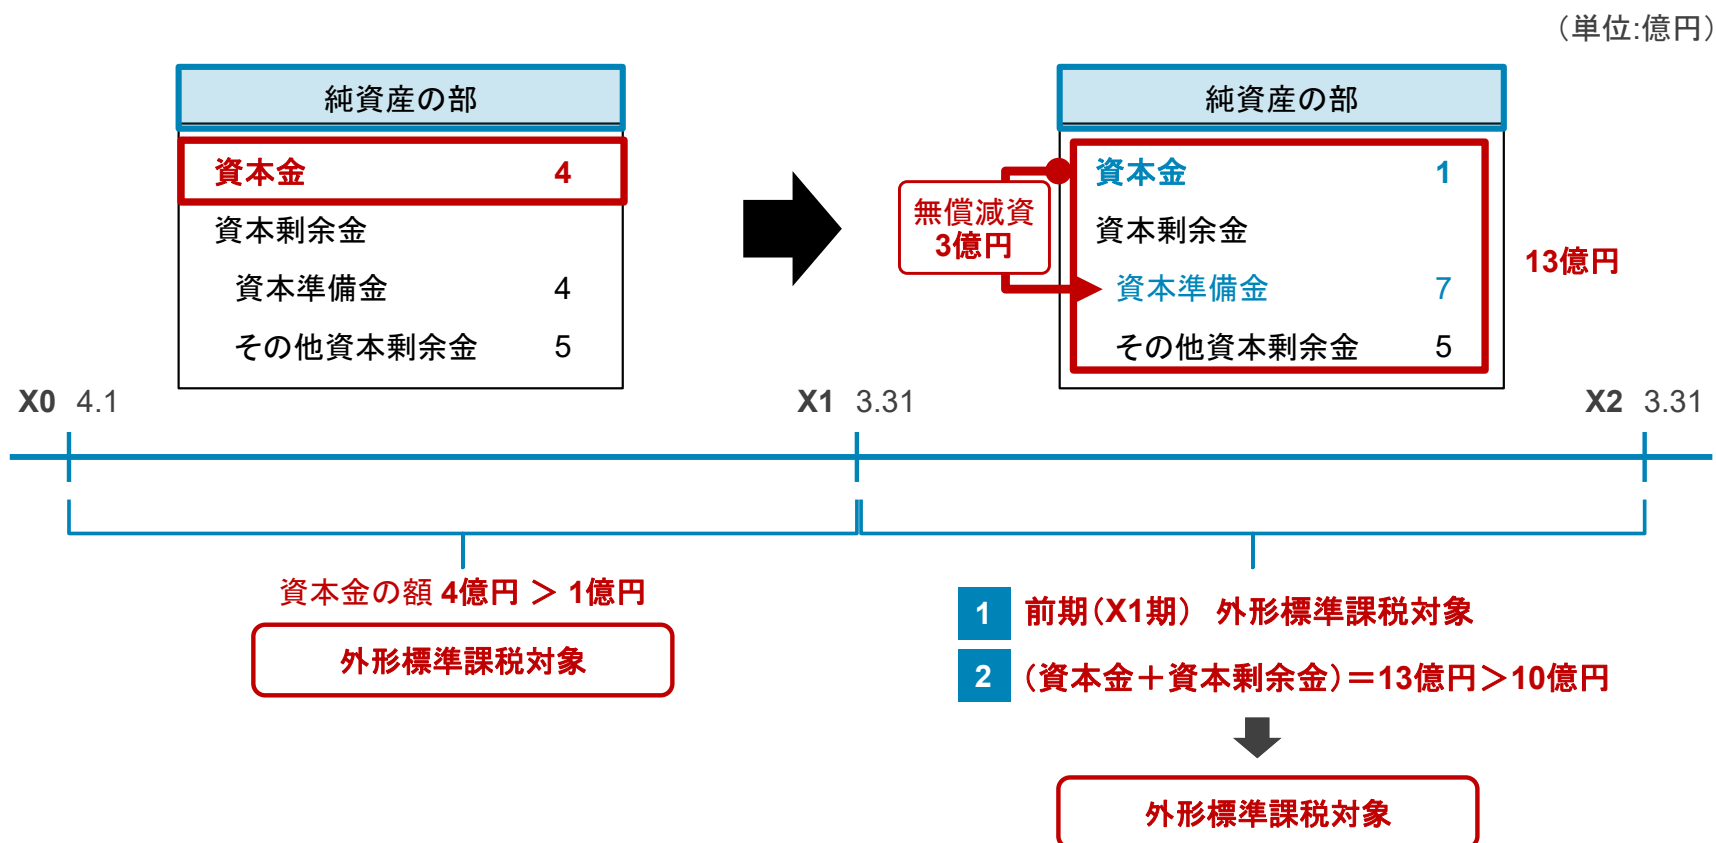 （単位:億円）
純資産の部
資本金 4
資本剰余金
資本準備金 4
その他資本剰余金 5
純資産の部
資本金 1
資本剰余金
資本準備金 7
その他資本剰余金 5
無償減資
3億円
13億円
X0 4.1
X1 3.31
X2 3.31
資本金の額 4億円 ＞ 1億円
外形標準課税対象
1 前期（X1期） 外形標準課税対象
2 （資本金＋資本剰余金）＝13億円＞10億円
外形標準課税対象